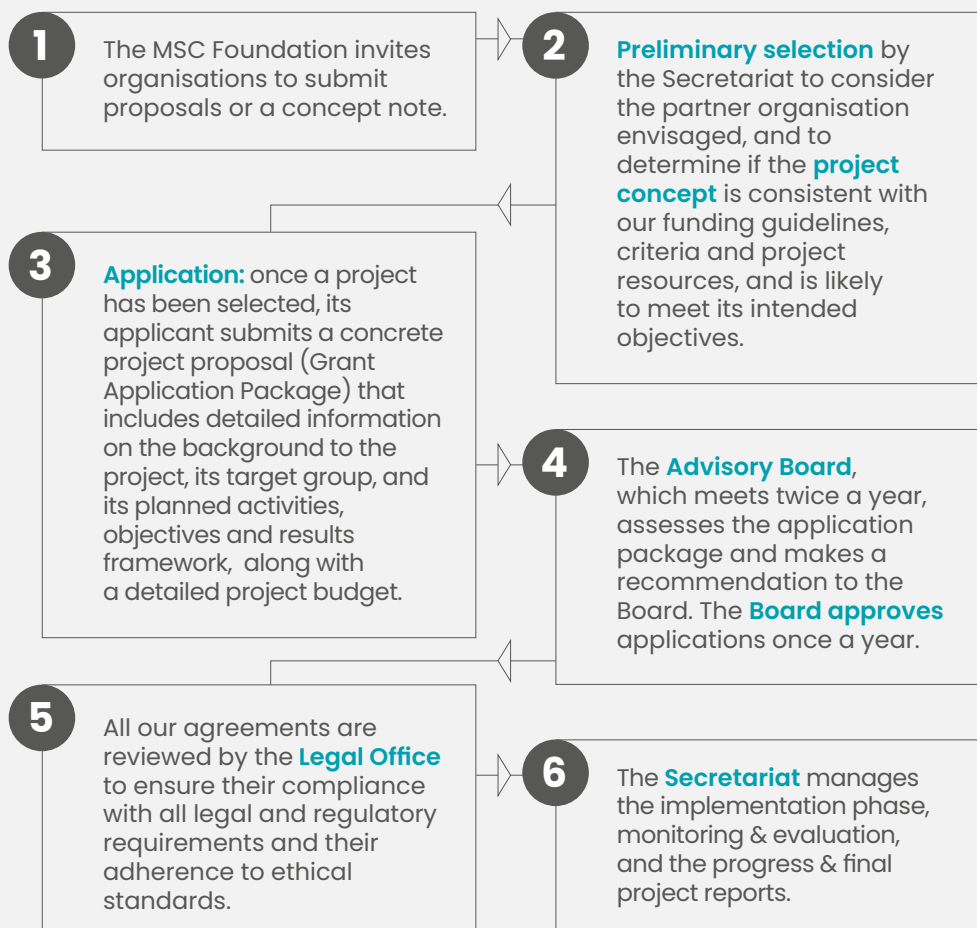 1
The MSC Foundation invites
organisations to submit
proposals or a concept note.
2
Preliminary selection by
the Secretariat to consider
the partner organisation
envisaged, and to
determine if the project
concept is consistent with
our funding guidelines,
criteria and project
resources, and is likely
to meet its intended
objectives.
3
Application: once a project
has been selected, its
applicant submits a concrete
project proposal (Grant
Application Package) that
includes detailed information
on the background to the
project, its target group, and
its planned activities,
objectives and results
framework, along with
a detailed project budget.
4
The Advisory Board,
which meets twice a year,
assesses the application
package and makes a
recommendation to the
Board. The Board approves
applications once a year.
5
All our agreements are
reviewed by the Legal Office
to ensure their compliance
with all legal and regulatory
requirements and their
adherence to ethical
standards.
6
The Secretariat manages
the implementation phase,
monitoring & evaluation,
and the progress & final
project reports.